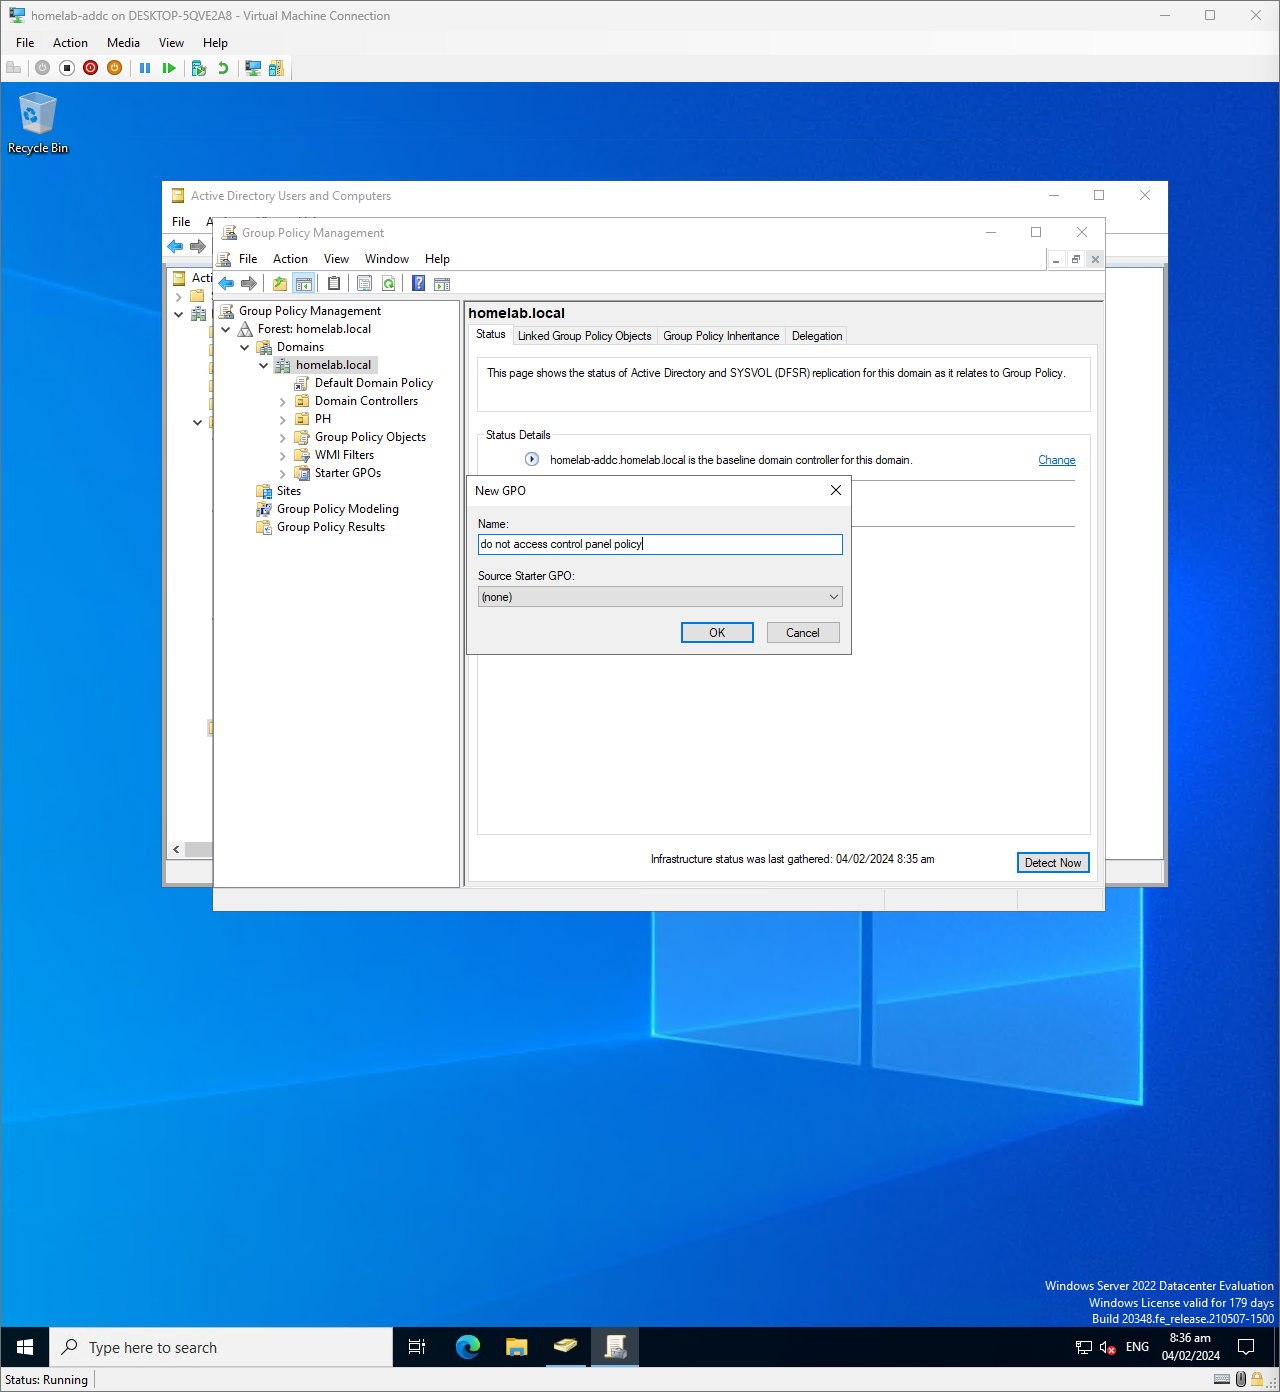 homelab-addc on DESKTOP-5QVE2A8 - Virtual Machine Connection
File Action Media View Help
Recycle Bin
Active Directory Users and Computers
File
Group Policy Management
File Action View Window Help
Acti
Group Policy Management
Forest: homelab.local
Domains
homelab.local
Default Domain Policy
Domain Controllers
PH
Group Policy Objects
WMI Filters
Starter GPOs
Sites
Group Policy Modeling
Group Policy Results
homelab.local
Status Linked Group Policy Objects Group Policy Inheritance Delegation
This page shows the status of Active Directory and SYSVOL (DFSR) replication for this domain as it relates to Group Policy.
Status Details
homelab-addc.homelab.local is the baseline domain controller for this domain. Change
New GPO
Name:
do not access control panel policy
Source Starter GPO:
(none)
OK Cancel
Infrastructure status was last gathered: 04/02/2024 8:35 am Detect Now
Windows Server 2022 Datacenter Evaluation
Windows License valid for 179 days
Build 20348.fe_release.210507-1500
Type here to search
ENG
8:36 am
04/02/2024
Status: Running